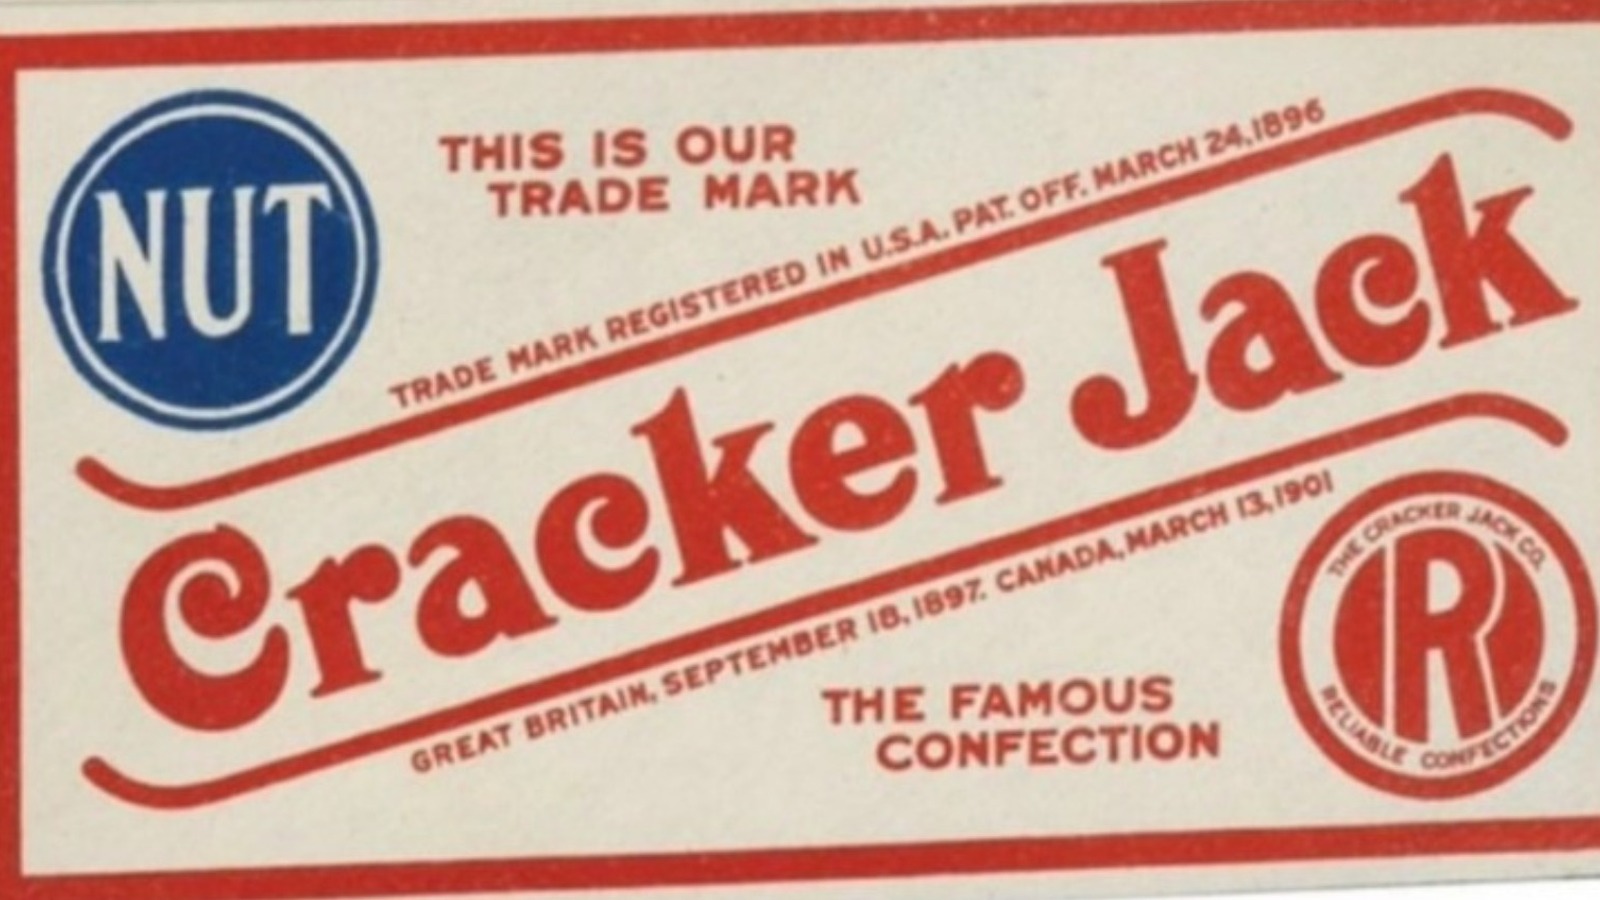 NUT
THIS IS OUR
TRADE MARK
TRADE MARK REGISTERED IN U.S.A. PAT. OFF. MARCH 24, 1896
Cracker Jack
GREAT BRITAIN, SEPTEMBER 18, 1897. CANADA, MARCH 13, 1901
THE FAMOUS
CONFECTION
THE CRACKER JACK CO.
R
RELIABLE CONFECTIONS